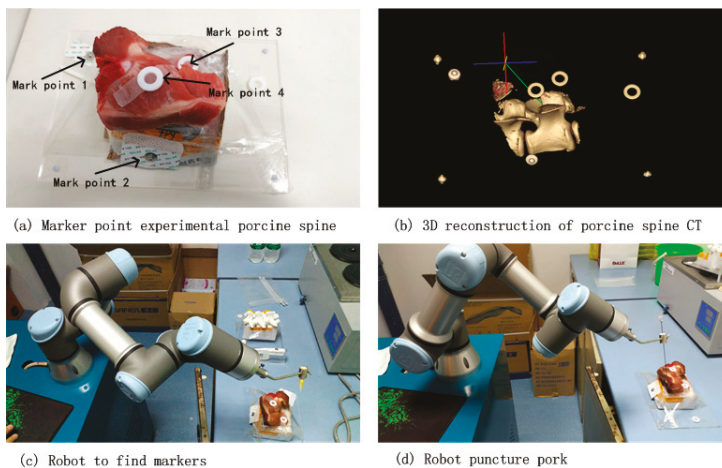 Mark point 3
Mark point 1
Mark point 4
Mark point 2
(a) Marker point experimental porcine spine
(b) 3D reconstruction of porcine spine CT
(c) Robot to find markers
(d) Robot puncture pork